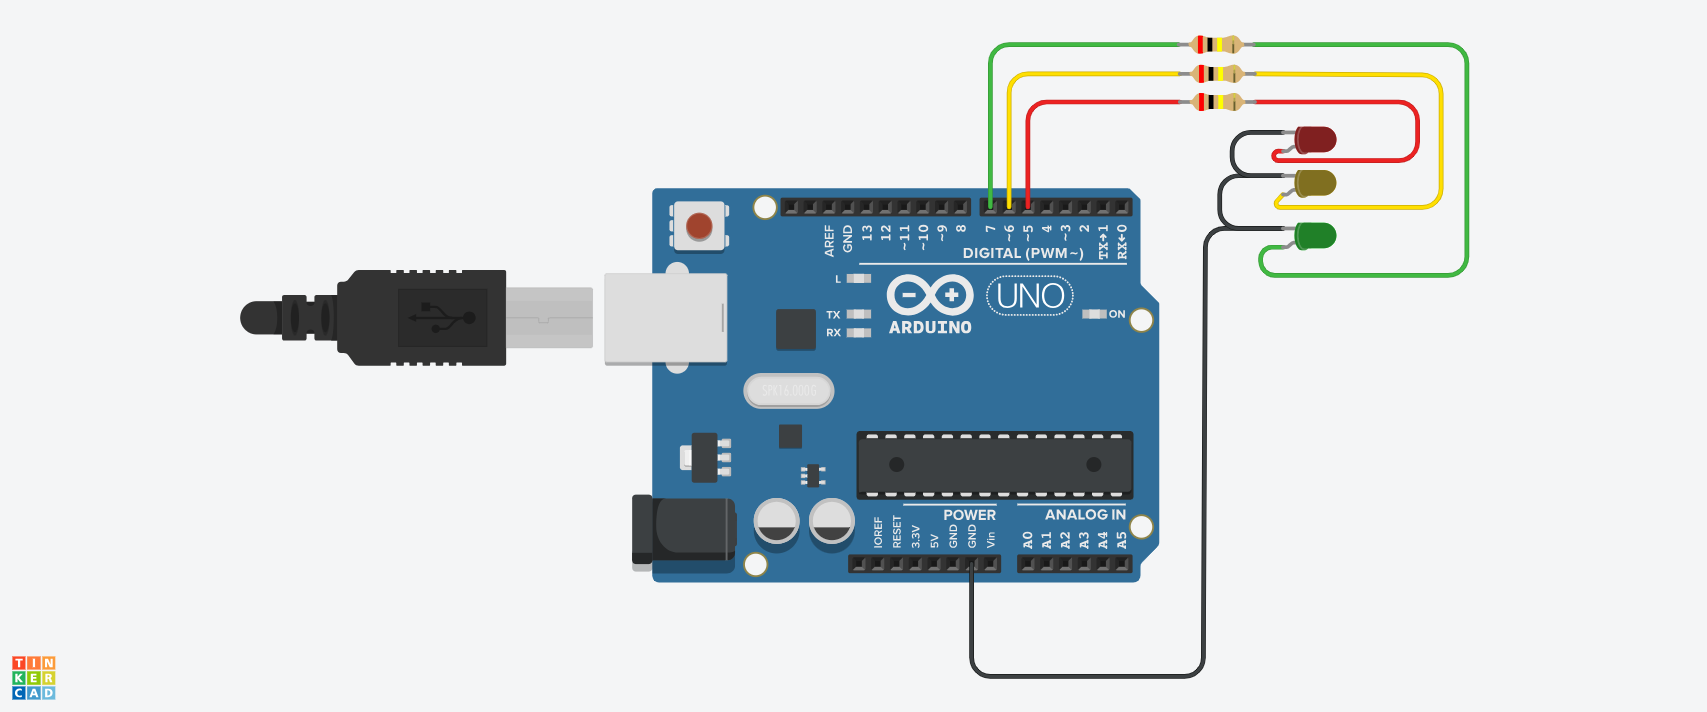 AREF
GND
13
12
~11
~10
~9
8
7
~6
~5
4
~3
2
TX→1
RX←0
DIGITAL (PWM~)
L
TX
RX
ARDUINO
UNO
ON
SPK16.000G
POWER
ANALOG IN
IOREF
RESET
3.3V
5V
GND
GND
Vin
A0
A1
A2
A3
A4
A5
TIN
KER
CAD